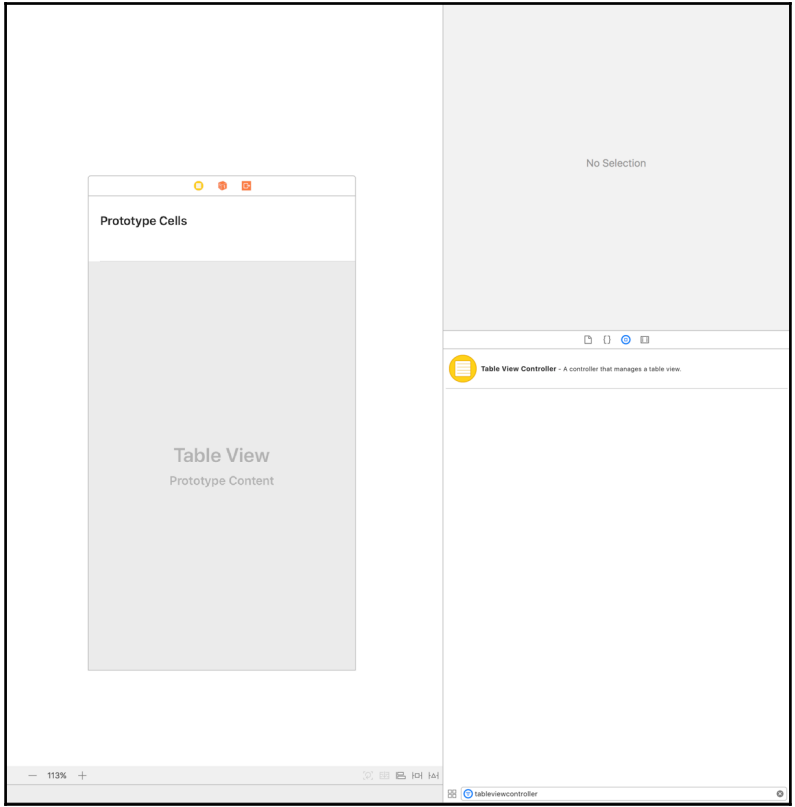 No Selection
Prototype Cells
Table View Controller - A controller that manages a table view.
Table View
Prototype Content
113%
tableviewcontroller